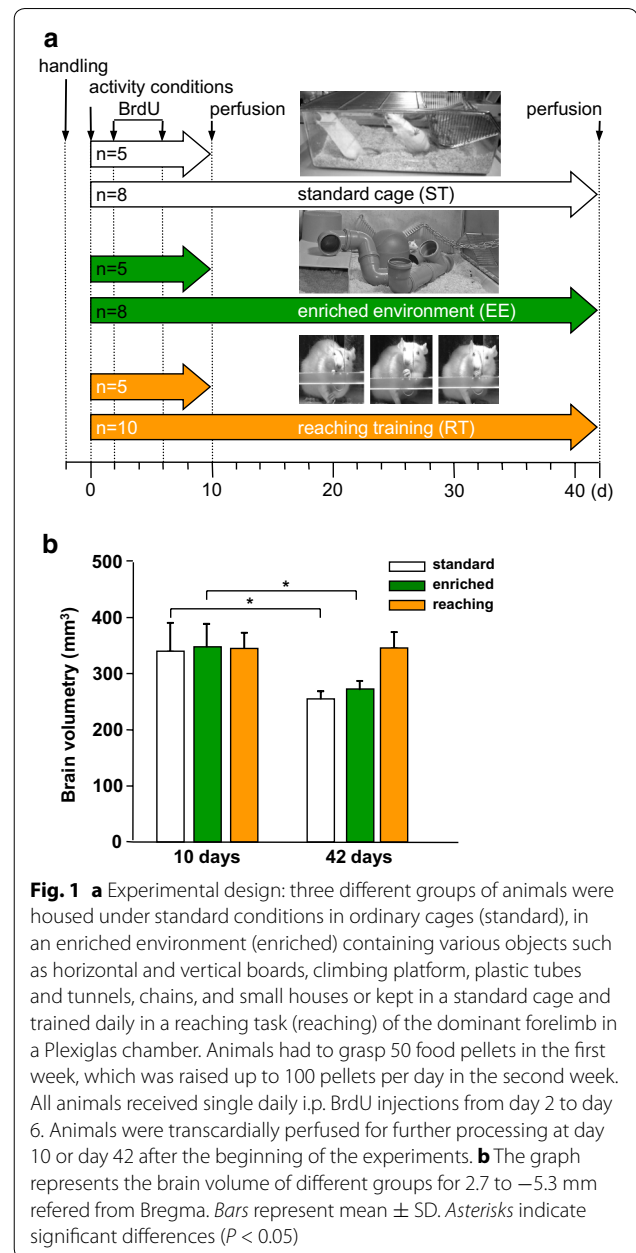 a
handling
activity conditions
BrdU
perfusion
perfusion
n=5
n=8
standard cage (ST)
n=5
n=8
enriched environment (EE)
n=5
n=10
reaching training (RT)
0
10
20
30
40 (d)
b
500
400
300
200
100
0
Brain volumetry (mm³)
*
*
standard
enriched
reaching
10 days
42 days
Fig. 1 a Experimental design: three different groups of animals were
housed under standard conditions in ordinary cages (standard), in
an enriched environment (enriched) containing various objects such
as horizontal and vertical boards, climbing platform, plastic tubes
and tunnels, chains, and small houses or kept in a standard cage and
trained daily in a reaching task (reaching) of the dominant forelimb in
a Plexiglas chamber. Animals had to grasp 50 food pellets in the first
week, which was raised up to 100 pellets per day in the second week.
All animals received single daily i.p. BrdU injections from day 2 to day
6. Animals were transcardially perfused for further processing at day
10 or day 42 after the beginning of the experiments. b The graph
represents the brain volume of different groups for 2.7 to −5.3 mm
refered from Bregma. Bars represent mean ± SD. Asterisks indicate
significant differences (P < 0.05)